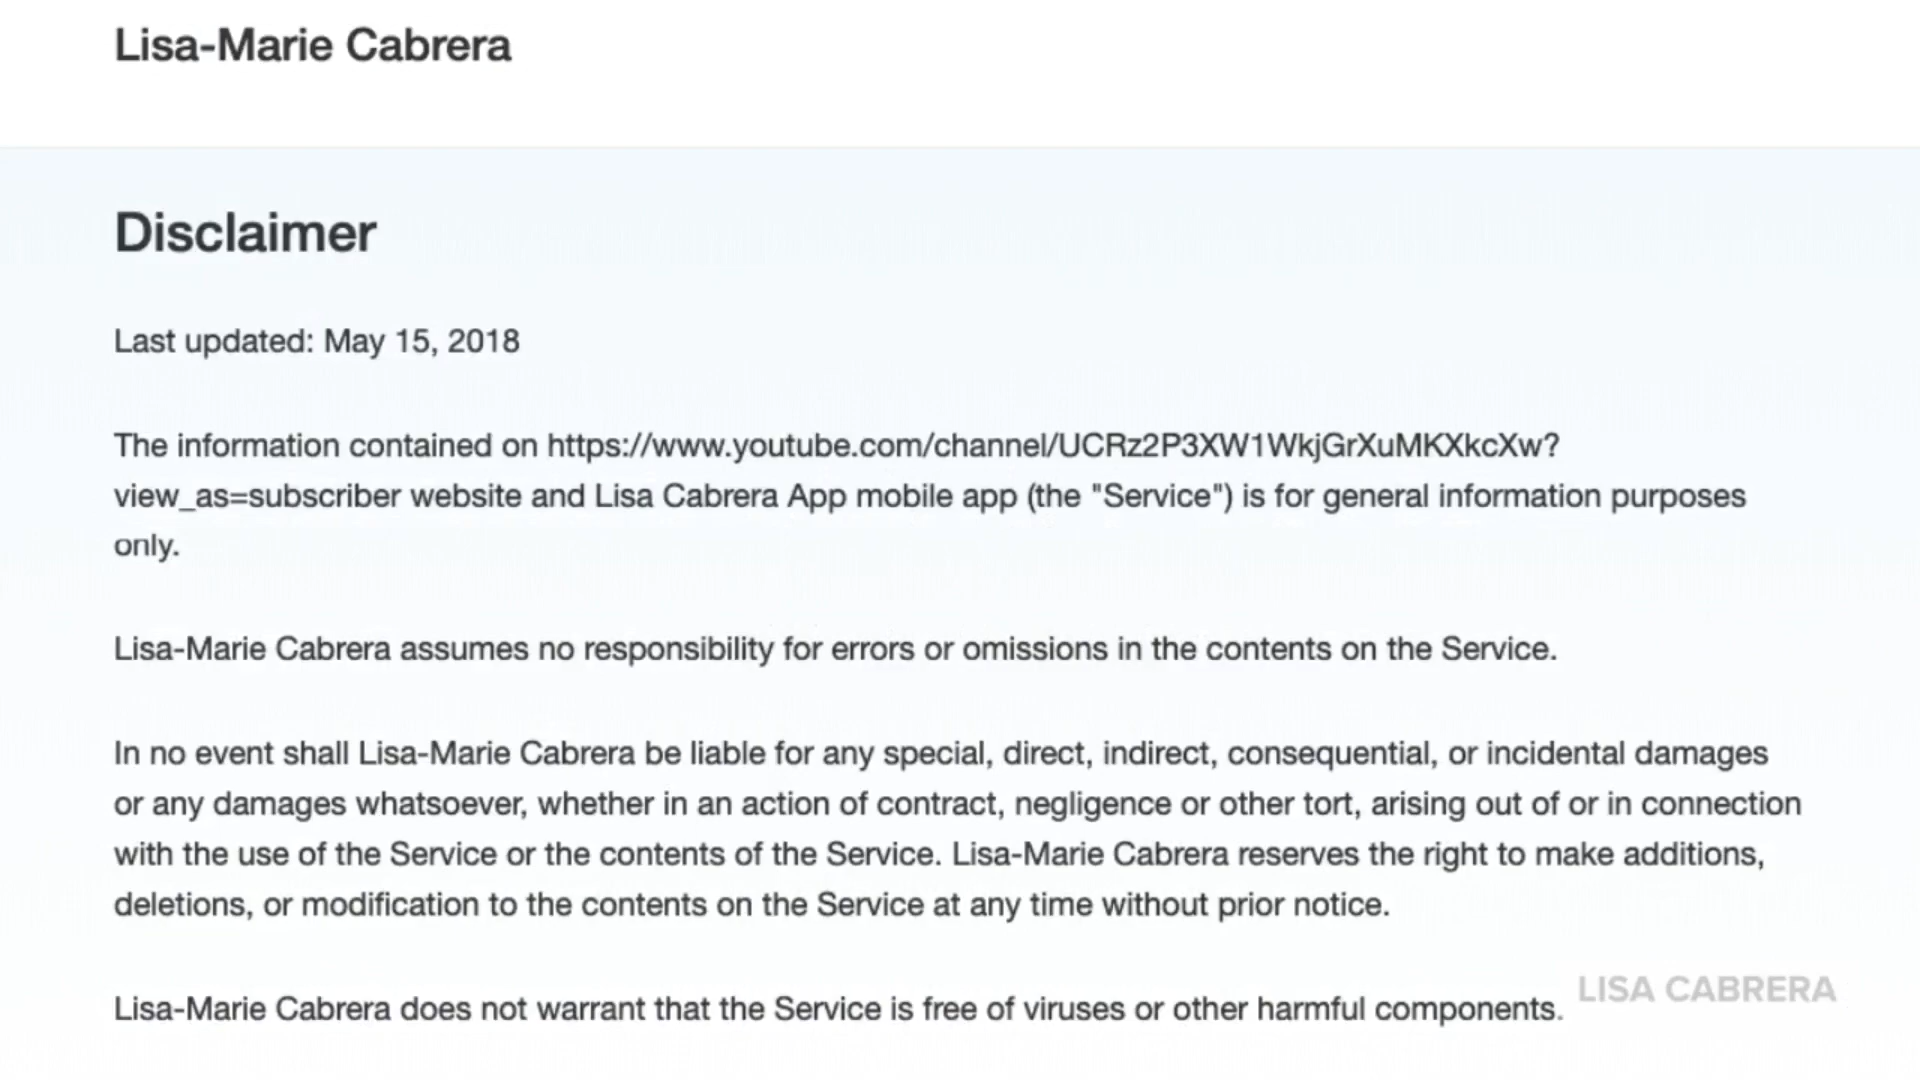 Lisa-Marie Cabrera
Disclaimer
Last updated: May 15, 2018
The information contained on https://www.youtube.com/channel/UCRz2P3XW1WkjGrXuMKXkcXw?
view_as=subscriber website and Lisa Cabrera App mobile app (the "Service") is for general information purposes
only.
Lisa-Marie Cabrera assumes no responsibility for errors or omissions in the contents on the Service.
In no event shall Lisa-Marie Cabrera be liable for any special, direct, indirect, consequential, or incidental damages
or any damages whatsoever, whether in an action of contract, negligence or other tort, arising out of or in connection
with the use of the Service or the contents of the Service. Lisa-Marie Cabrera reserves the right to make additions,
deletions, or modification to the contents on the Service at any time without prior notice.
Lisa-Marie Cabrera does not warrant that the Service is free of viruses or other harmful components.
LISA CABRERA